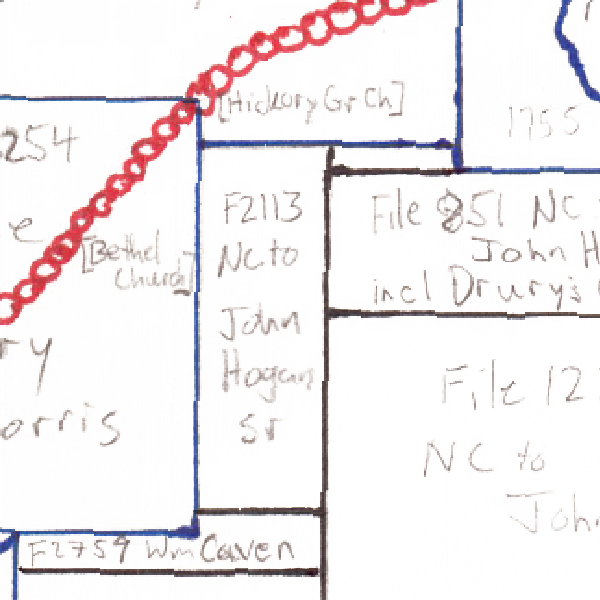 [Hickory Gr Ch]
1755
254
e
[Bethel
Church]
ry
orris
F2113
NC to
John
Hogan
Sr
File 851 NC
John H
incl Drury's
File 12
NC to
John
F2759 Wm Caven